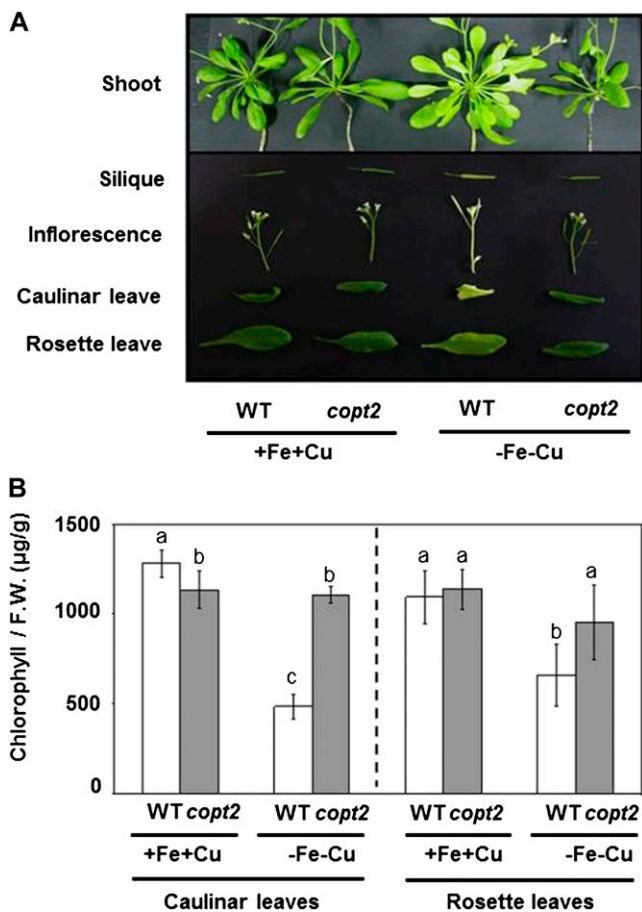 A
Shoot
Silique
Inflorescence
Caulinar leave
Rosette leave
WT copt2 WT copt2
+Fe+Cu -Fe-Cu
B
Chlorophyll / F.W. (µg/g)
1500
1000
500
0
a b c b a a b a
WT copt2 WT copt2 WT copt2 WT copt2
+Fe+Cu -Fe-Cu +Fe+Cu -Fe-Cu
Caulinar leaves Rosette leaves